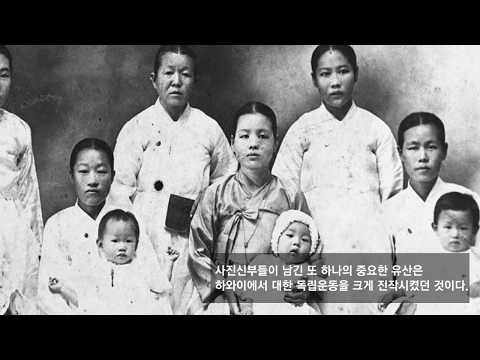 사진신부들이 남긴 또 하나의 중요한 유산은
하와이에서 대한 독립운동을 크게 진작시켰던 것이다.